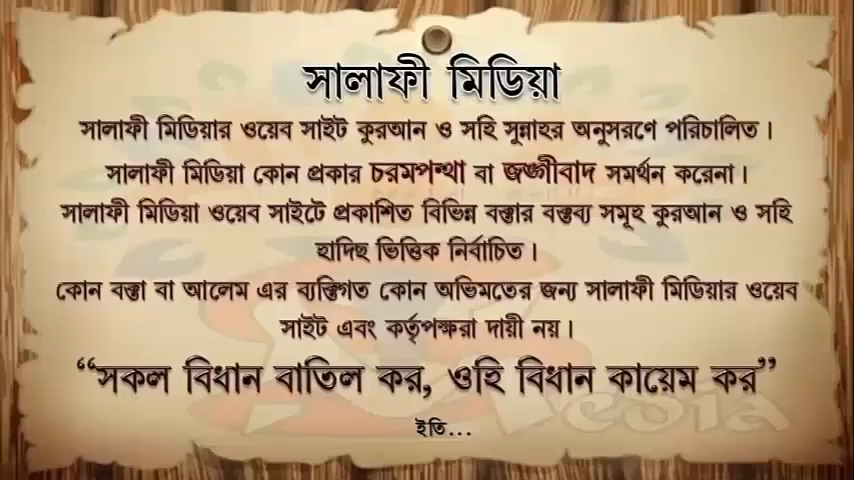 সালাফী মিডিয়া
সালাফী মিডিয়ার ওয়েব সাইট কুরআন ও সহি সুন্নাহর অনুসরণে পরিচালিত।
সালাফী মিডিয়া কোন প্রকার চরমপন্থা বা জঙ্গীবাদ সমর্থন করেনা।
সালাফী মিডিয়া ওয়েব সাইটে প্রকাশিত বিভিন্ন বক্তার বক্তব্য সমূহ কুরআন ও সহি
হাদিছ ভিত্তিক নির্বাচিত।
কোন বক্তা বা আলেম এর ব্যক্তিগত কোন অভিমতের জন্য সালাফী মিডিয়ার ওয়েব
সাইট এবং কর্তৃপক্ষরা দায়ী নয়।
“সকল বিধান বাতিল কর, ওহি বিধান কায়েম কর”
ইতি...